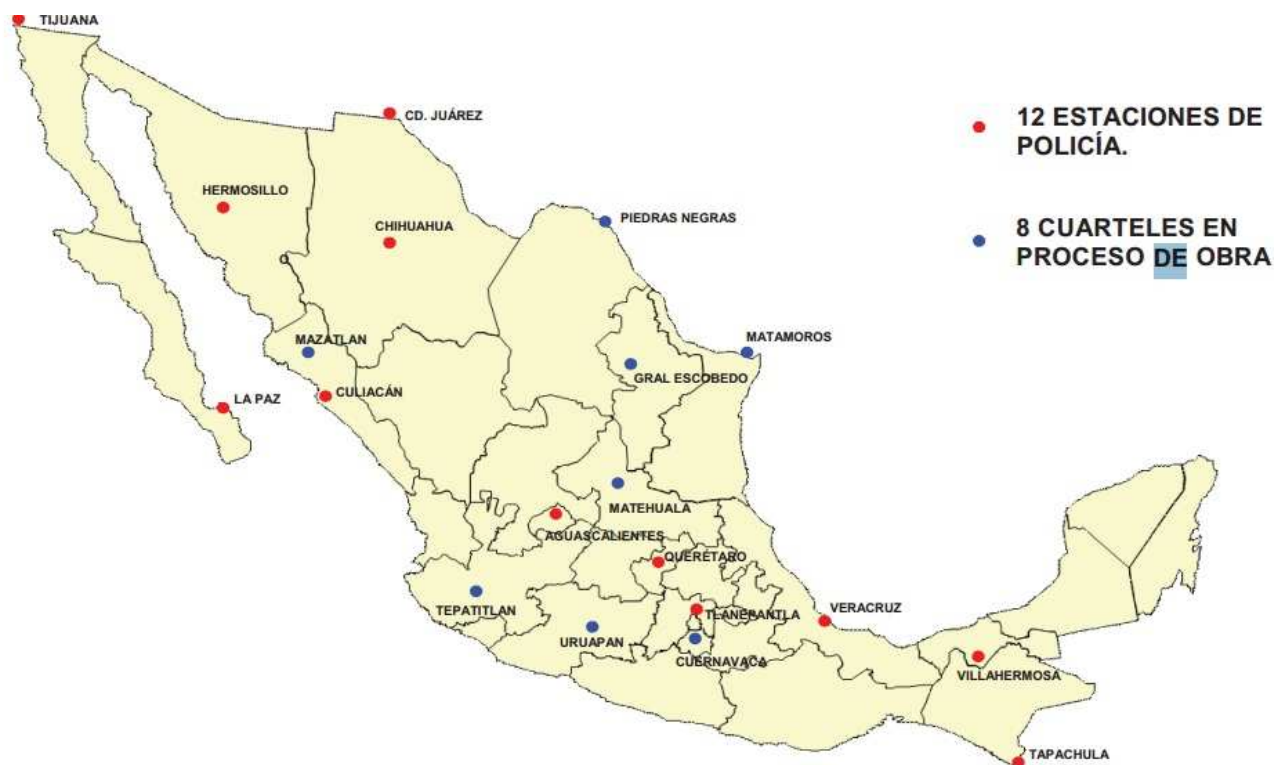 TIJUANA
CD. JUÁREZ
12 ESTACIONES DE
POLICÍA.
HERMOSILLO
CHIHUAHUA
PIEDRAS NEGRAS
8 CUARTELES EN
PROCESO DE OBRA
MAZATLAN
MATAMOROS
GRAL ESCOBEDO
CULIACÁN
LA PAZ
MATEHUALA
AGUASCALIENTES
QUERÉTARO
TEPATITLAN
TLANEPANTLA
VERACRUZ
URUAPAN
CUERNAVACA
VILLAHERMOSA
TAPACHULA